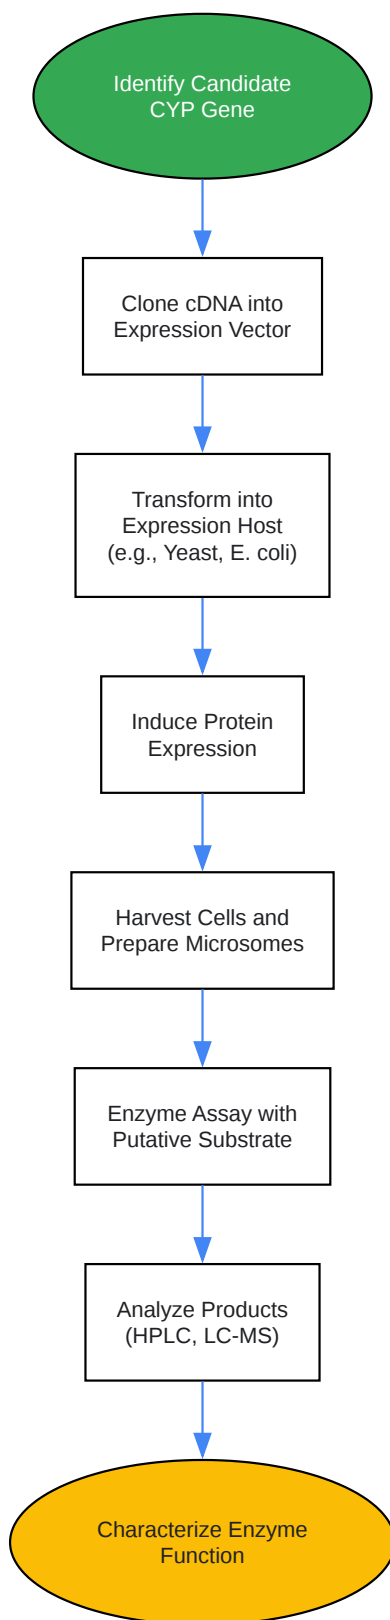 Identify Candidate
CYP Gene
Clone cDNA into
Expression Vector
Transform into
Expression Host
(e.g., Yeast, E. coli)
Induce Protein
Expression
Harvest Cells and
Prepare Microsomes
Enzyme Assay with
Putative Substrate
Analyze Products
(HPLC, LC-MS)
Characterize Enzyme
Function